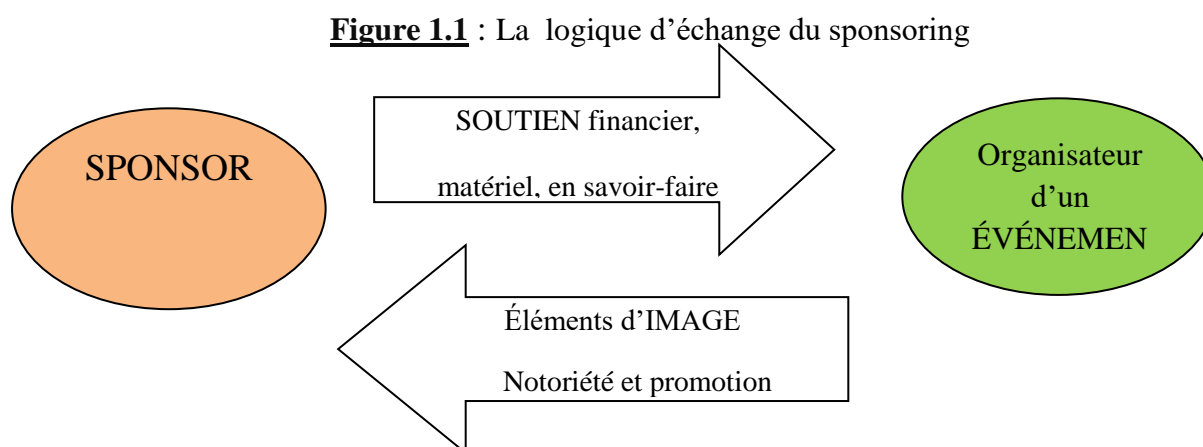 Figure 1.1 : La logique d’échange du sponsoring
SPONSOR
SOUTIEN financier,
matériel, en savoir-faire
Organisateur
d’un
ÉVÉNEMEN
Éléments d’IMAGE
Notoriété et promotion